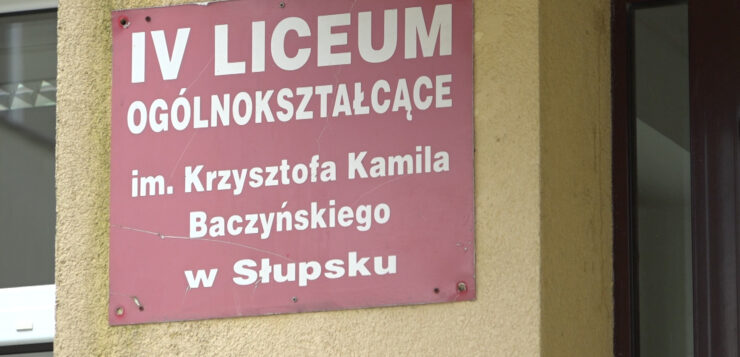 IV LICEUM
OGÓLNOKSZTAŁCĄCE
im. Krzysztofa Kamila
Baczyńskiego
w Słupsku